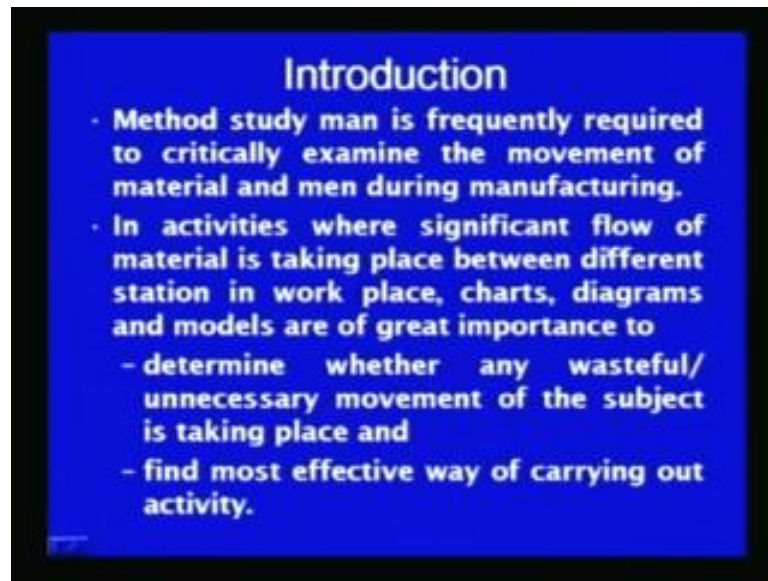 Introduction
· Method study man is frequently required
to critically examine the movement of
material and men during manufacturing.
· In activities where significant flow of
material is taking place between different
station in work place, charts, diagrams
and models are of great importance to
– determine whether any wasteful/
unnecessary movement of the subject
is taking place and
– find most effective way of carrying out
activity.